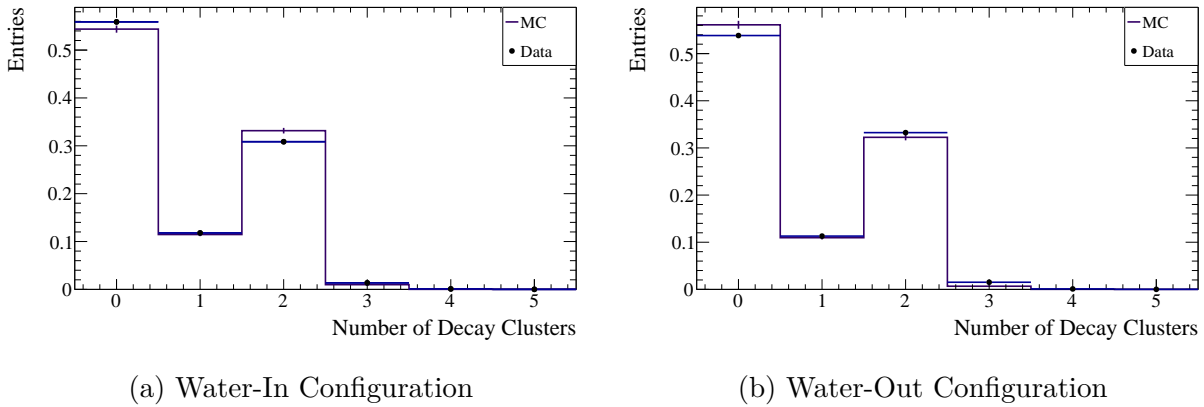 Entries
0.5
0.4
0.3
0.2
0.1
0
0 1 2 3 4 5
Number of Decay Clusters
MC
Data
(a) Water-In Configuration
Entries
0.5
0.4
0.3
0.2
0.1
0
0 1 2 3 4 5
Number of Decay Clusters
MC
Data
(b) Water-Out Configuration